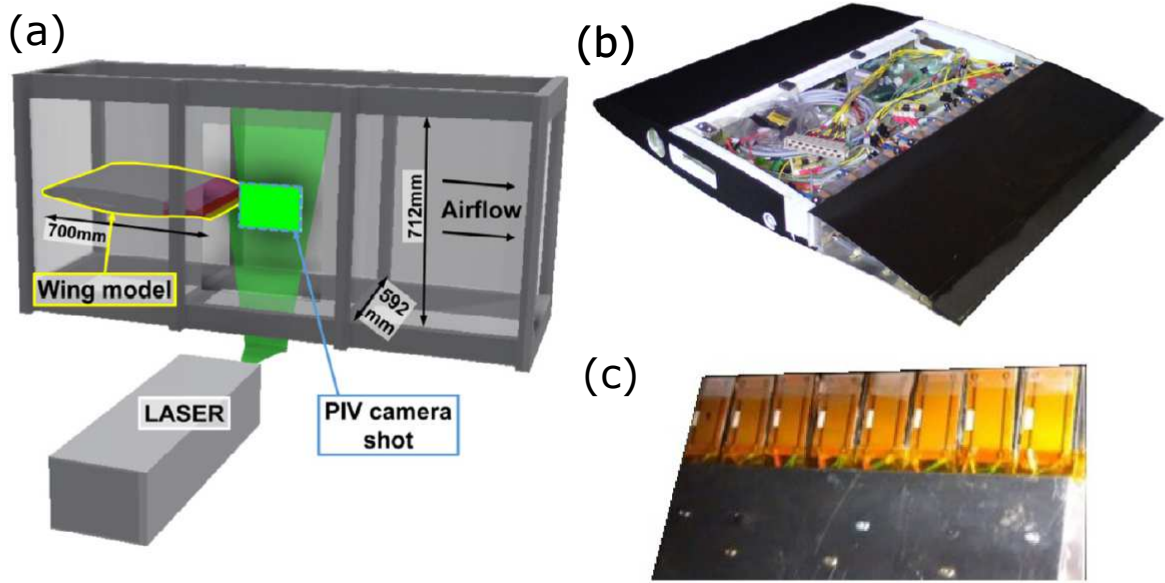 (a)
712mm
Airflow
700mm
Wing model
592
mm
LASER
PIV camera
shot
(b)
(c)